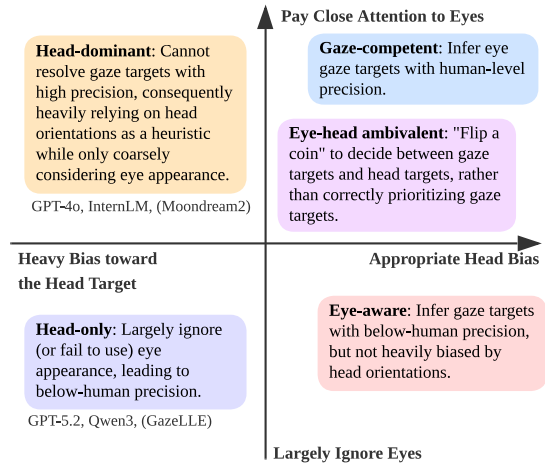 Pay Close Attention to Eyes
Head-dominant: Cannot
resolve gaze targets with
high precision, consequently
heavily relying on head
orientations as a heuristic
while only coarsely
considering eye appearance.
GPT-4o, InternLM, (Moondream2)
Gaze-competent: Infer eye
gaze targets with human-level
precision.
Eye-head ambivalent: "Flip a
coin" to decide between gaze
targets and head targets, rather
than correctly prioritizing gaze
targets.
Heavy Bias toward
the Head Target
Appropriate Head Bias
Head-only: Largely ignore
(or fail to use) eye
appearance, leading to
below-human precision.
GPT-5.2, Qwen3, (GazeLLE)
Eye-aware: Infer gaze targets
with below-human precision,
but not heavily biased by
head orientations.
Largely Ignore Eyes